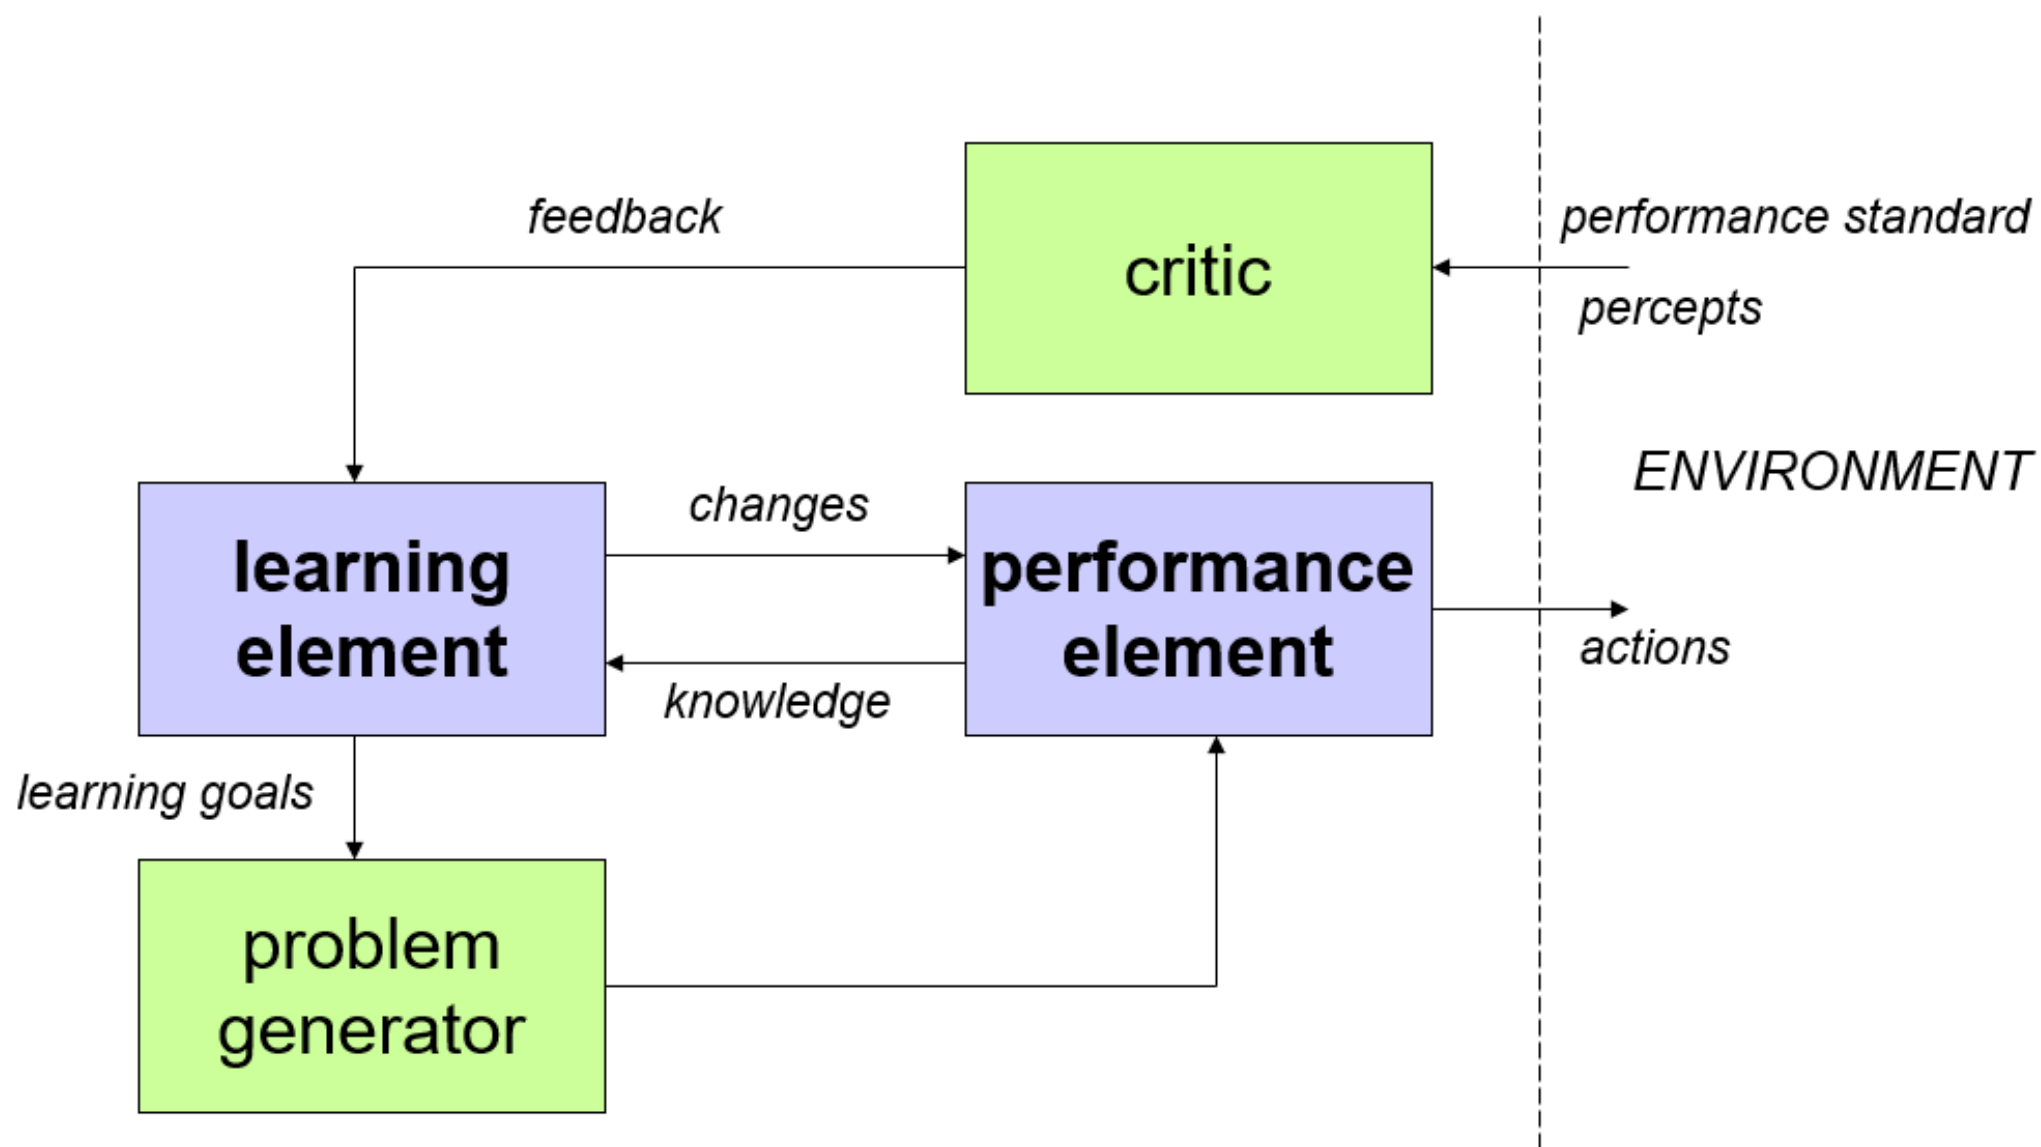 feedback
critic
performance standard
percepts
ENVIRONMENT
learning
element
changes
knowledge
performance
element
actions
learning goals
problem
generator